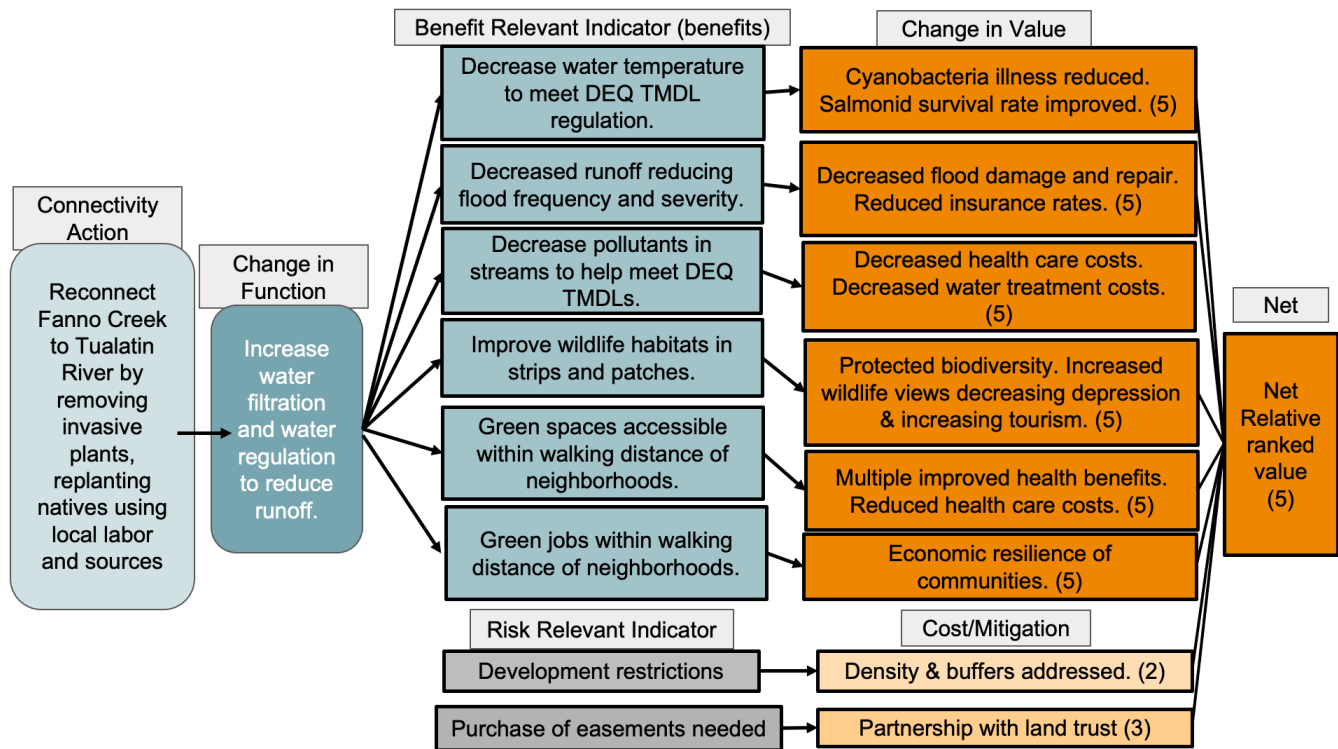 Connectivity
Action
Reconnect
Fanno Creek
to Tualatin
River by
removing
invasive
plants,
replanting
natives using
local labor
and sources
Change in
Function
Increase
water
filtration
and water
regulation
to reduce
runoff.
Benefit Relevant Indicator (benefits)
Decrease water temperature
to meet DEQ TMDL
regulation.
Decreased runoff reducing
flood frequency and severity.
Decrease pollutants in
streams to help meet DEQ
TMDLs.
Improve wildlife habitats in
strips and patches.
Green spaces accessible
within walking distance of
neighborhoods.
Green jobs within walking
distance of neighborhoods.
Risk Relevant Indicator
Development restrictions
Purchase of easements needed
Change in Value
Cyanobacteria illness reduced.
Salmonid survival rate improved. (5)
Decreased flood damage and repair.
Reduced insurance rates. (5)
Decreased health care costs.
Decreased water treatment costs.
(5)
Protected biodiversity. Increased
wildlife views decreasing depression
& increasing tourism. (5)
Multiple improved health benefits.
Reduced health care costs. (5)
Economic resilience of
communities. (5)
Cost/Mitigation
Density & buffers addressed. (2)
Partnership with land trust (3)
Net
Net
Relative
ranked
value
(5)